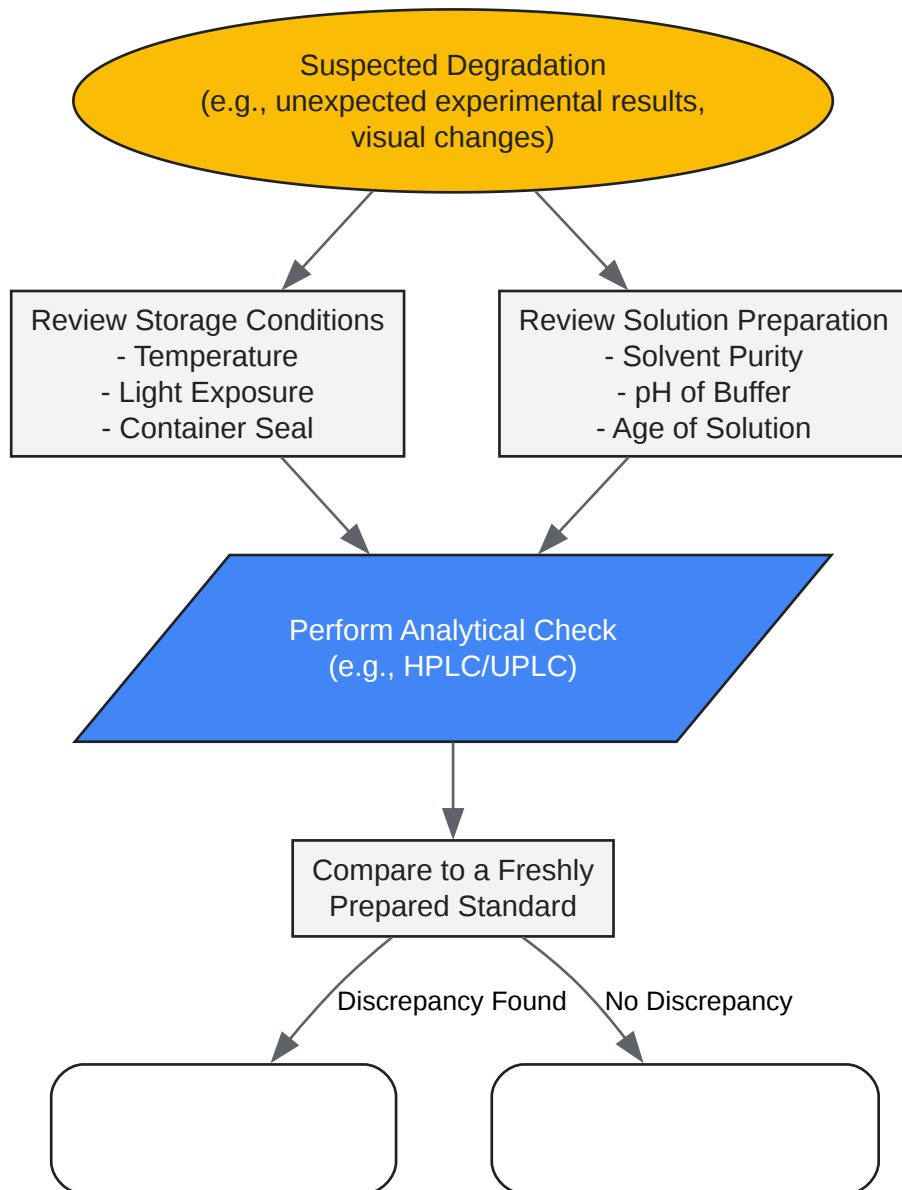 Suspected Degradation
(e.g., unexpected experimental results,
visual changes)
Review Storage Conditions
- Temperature
- Light Exposure
- Container Seal
Review Solution Preparation
- Solvent Purity
- pH of Buffer
- Age of Solution
Perform Analytical Check
(e.g., HPLC/UPLC)
Compare to a Freshly
Prepared Standard
Discrepancy Found
No Discrepancy